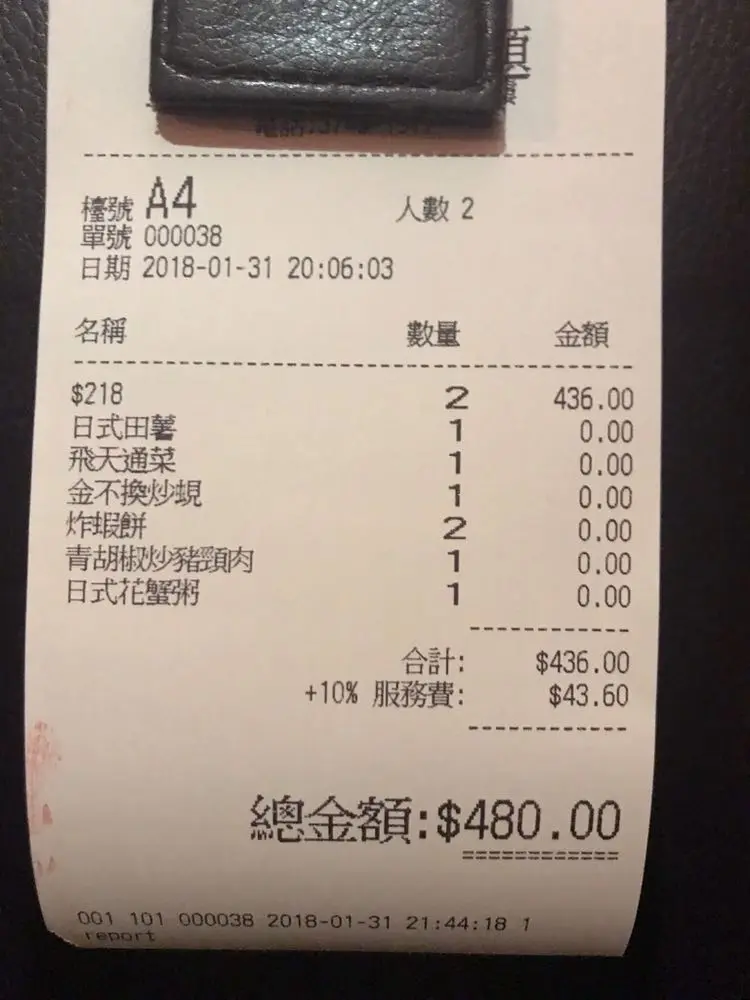 檯號 A4 人數 2
單號 000038
日期 2018-01-31 20:06:03
名稱 數量 金額
$218 2 436.00
日式田薯 1 0.00
飛天通菜 1 0.00
金不換炒蜆 1 0.00
炸蝦餅 2 0.00
青胡椒炒豬頸肉 1 0.00
日式花蟹粥 1 0.00
合計: $436.00
+10% 服務費: $43.60
總金額:$480.00
001 101 000038 2018-01-31 21:44:18 1
report